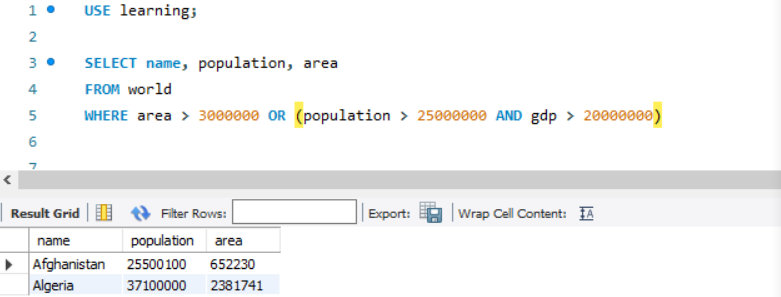 1 USE learning;
2
3 SELECT name, population, area
4 FROM world
5 WHERE area > 3000000 OR (population > 25000000 AND gdp > 20000000)
6
7
Result Grid Filter Rows: Export: Wrap Cell Content: IA
name population area
Afghanistan 25500100 652230
Algeria 37100000 2381741